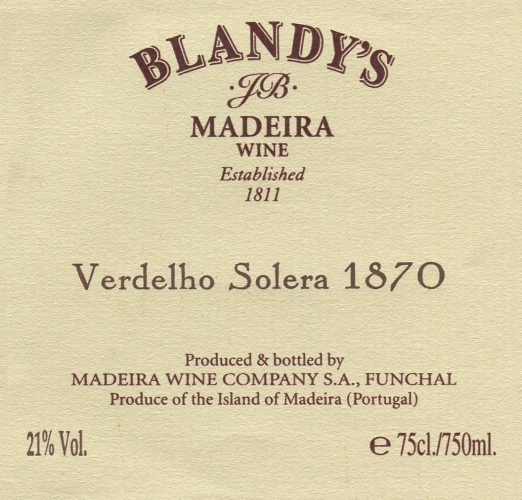 BLANDY'S
·JB·
MADEIRA
WINE
Established
1811
Verdelho Solera 1870
Produced & bottled by
MADEIRA WINE COMPANY S.A., FUNCHAL
Produce of the Island of Madeira (Portugal)
21% Vol.
℮ 75cl./750ml.